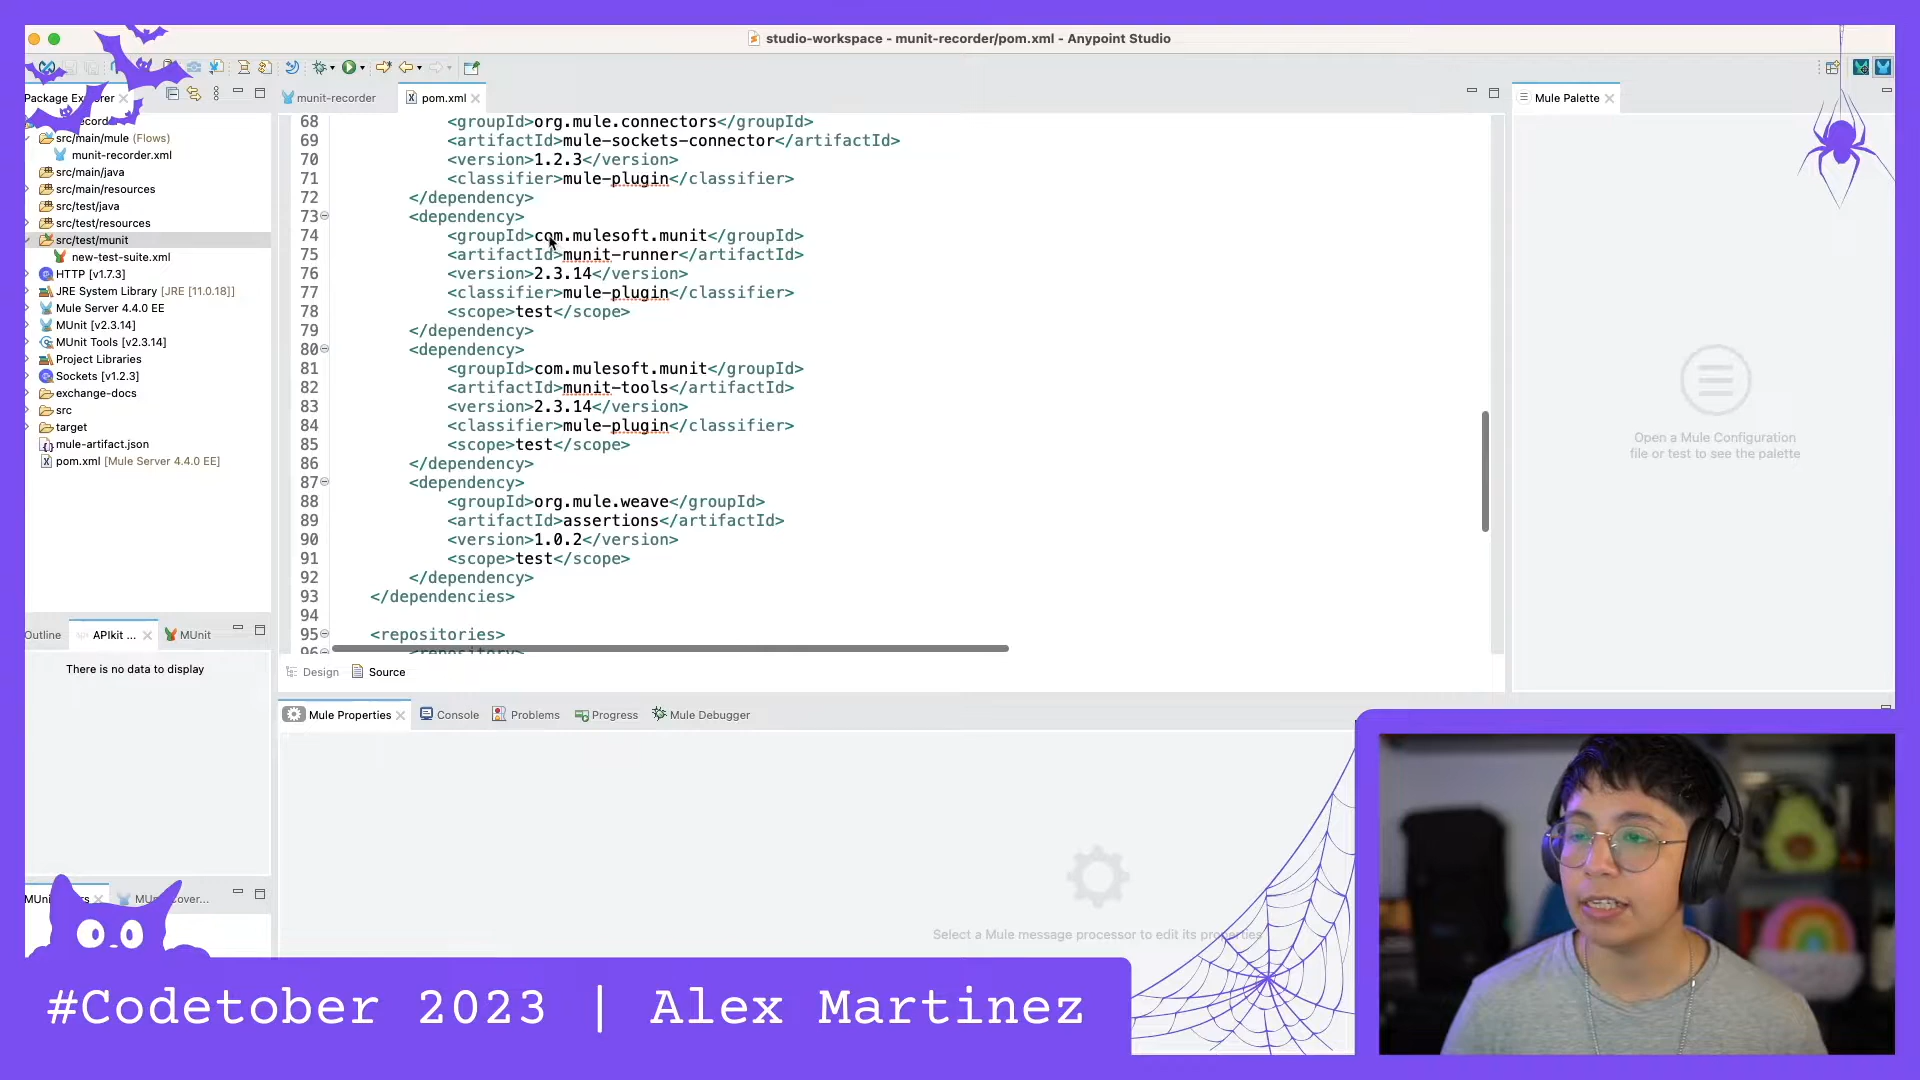 studio-workspace - munit-recorder/pom.xml - Anypoint Studio
munit-recorder
pom.xml
Mule Palette
src/main/mule (Flows)
munit-recorder.xml
src/main/java
src/main/resources
src/test/java
src/test/resources
src/test/munit
new-test-suite.xml
HTTP [v1.7.3]
JRE System Library [JRE [11.0.18]]
Mule Server 4.4.0 EE
MUnit [v2.3.14]
MUnit Tools [v2.3.14]
Project Libraries
Sockets [v1.2.3]
exchange-docs
src
target
mule-artifact.json
pom.xml [Mule Server 4.4.0 EE]
68 <groupId>org.mule.connectors</groupId>
69 <artifactId>mule-sockets-connector</artifactId>
70 <version>1.2.3</version>
71 <classifier>mule-plugin</classifier>
72 </dependency>
73 <dependency>
74 <groupId>com.mulesoft.munit</groupId>
75 <artifactId>munit-runner</artifactId>
76 <version>2.3.14</version>
77 <classifier>mule-plugin</classifier>
78 <scope>test</scope>
79 </dependency>
80 <dependency>
81 <groupId>com.mulesoft.munit</groupId>
82 <artifactId>munit-tools</artifactId>
83 <version>2.3.14</version>
84 <classifier>mule-plugin</classifier>
85 <scope>test</scope>
86 </dependency>
87 <dependency>
88 <groupId>org.mule.weave</groupId>
89 <artifactId>assertions</artifactId>
90 <version>1.0.2</version>
91 <scope>test</scope>
92 </dependency>
93 </dependencies>
94
95 <repositories>
96 <repository>
Design Source
Open a Mule Configuration
file or test to see the palette
Outline APIkit ... MUnit
There is no data to display
Mule Properties Console Problems Progress Mule Debugger
Select a Mule message processor to edit its properties
#Codetober 2023 | Alex Martinez